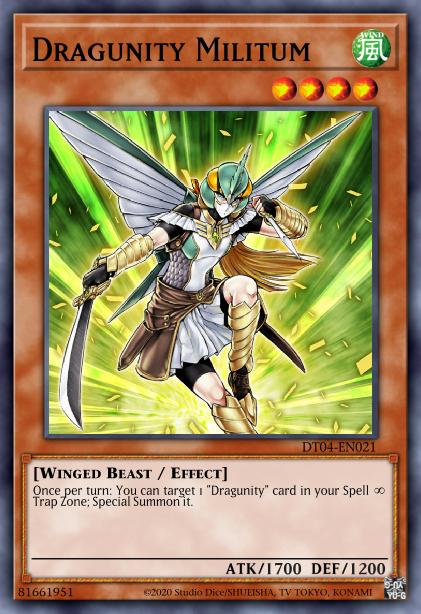 Dragunity Militum
WIND
風
DT04-EN021
[Winged Beast / Effect]
Once per turn: You can target 1 "Dragunity" card in your Spell ∞
Trap Zone; Special Summon it.
ATK/1700 DEF/1200
81661951
©2020 Studio Dice/SHUEISHA, TV TOKYO, KONAMI